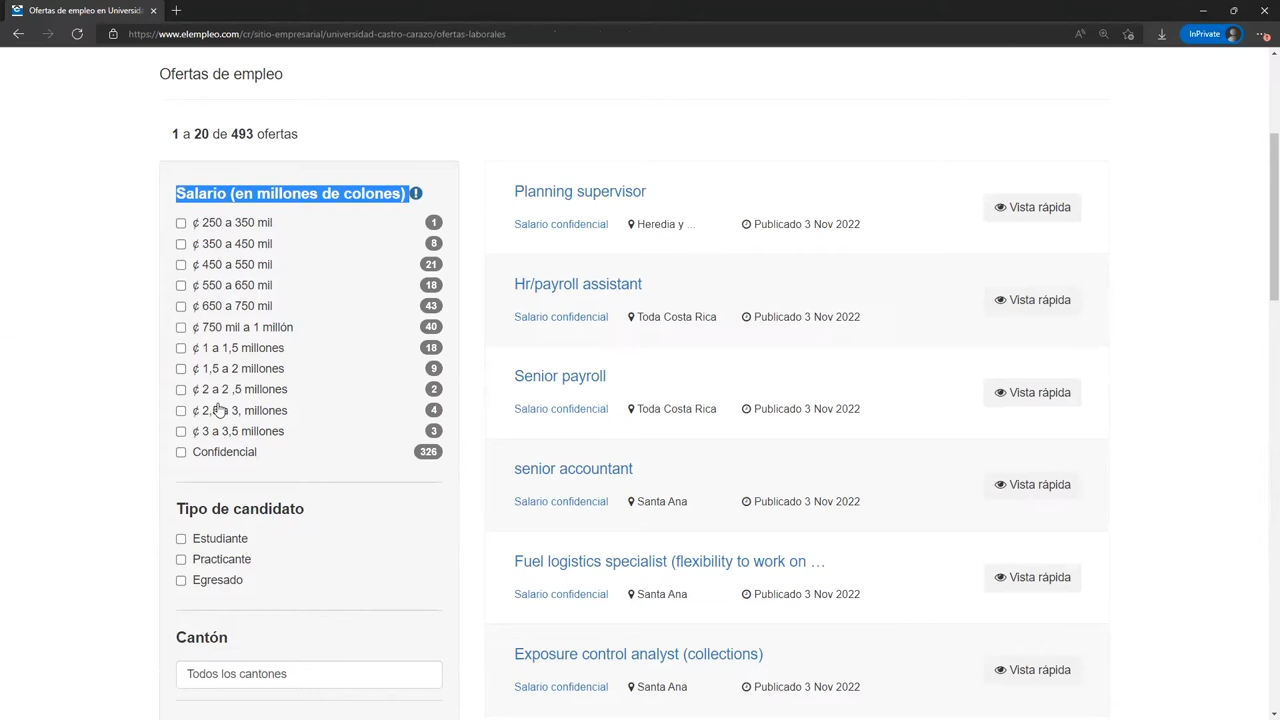 Ofertas de empleo en Universida
https://www.elempleo.com/cr/sitio-empresarial/universidad-castro-carazo/ofertas-laborales
InPrivate
Ofertas de empleo
1 a 20 de 493 ofertas
Salario (en millones de colones)
¢ 250 a 350 mil 1
¢ 350 a 450 mil 8
¢ 450 a 550 mil 21
¢ 550 a 650 mil 18
¢ 650 a 750 mil 43
¢ 750 mil a 1 millón 40
¢ 1 a 1,5 millones 18
¢ 1,5 a 2 millones 9
¢ 2 a 2 ,5 millones 2
¢ 2, a 3, millones 4
¢ 3 a 3,5 millones 3
Confidencial 326
Tipo de candidato
Estudiante
Practicante
Egresado
Cantón
Todos los cantones
Planning supervisor
Salario confidencial Heredia y ... Publicado 3 Nov 2022
Vista rápida
Hr/payroll assistant
Salario confidencial Toda Costa Rica Publicado 3 Nov 2022
Vista rápida
Senior payroll
Salario confidencial Toda Costa Rica Publicado 3 Nov 2022
Vista rápida
senior accountant
Salario confidencial Santa Ana Publicado 3 Nov 2022
Vista rápida
Fuel logistics specialist (flexibility to work on …
Salario confidencial Santa Ana Publicado 3 Nov 2022
Vista rápida
Exposure control analyst (collections)
Salario confidencial Santa Ana Publicado 3 Nov 2022
Vista rápida